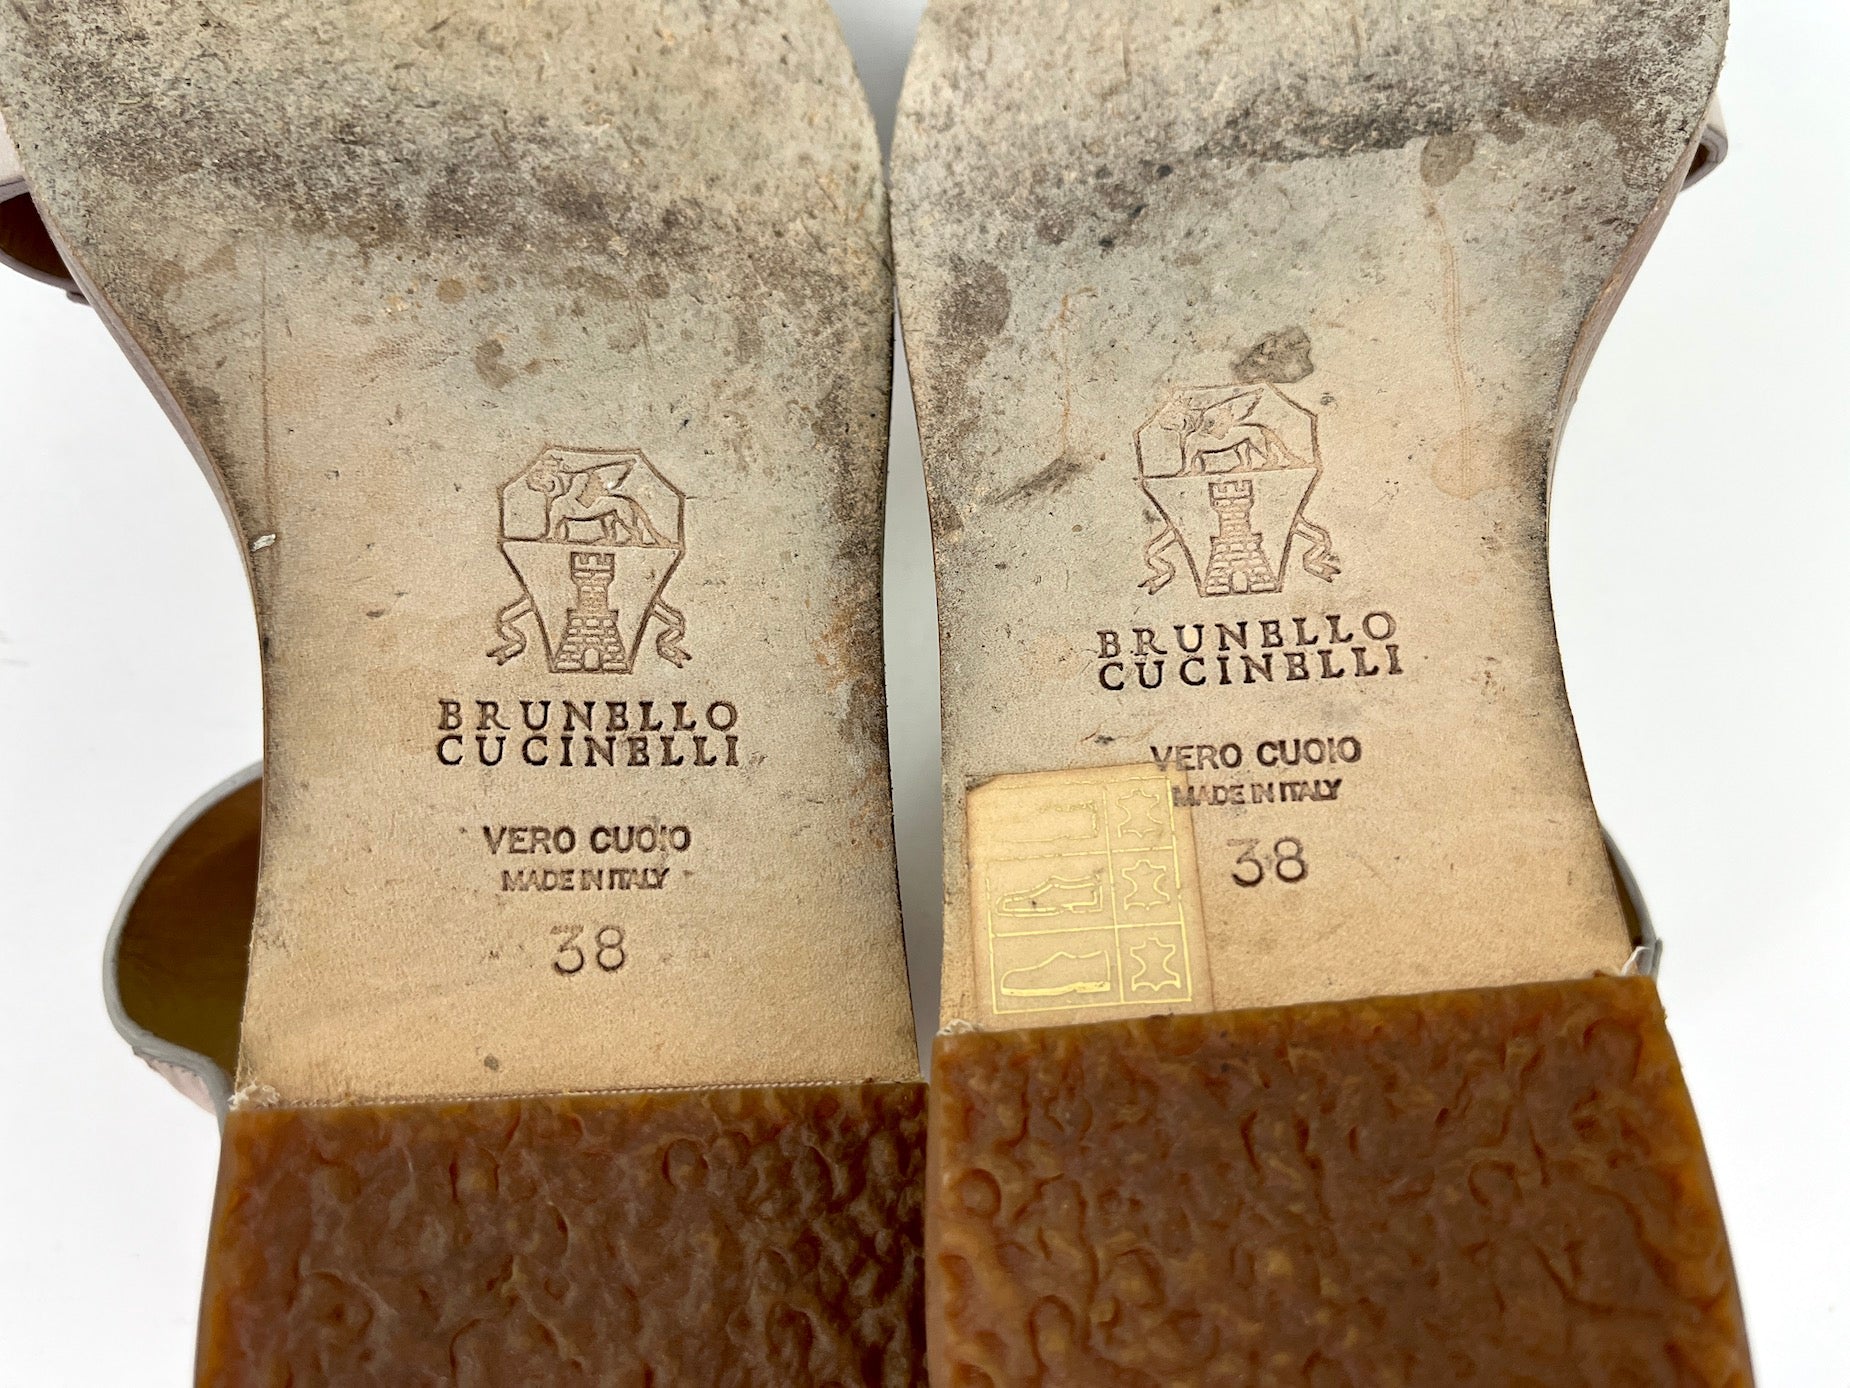 BRUNELLO
CUCINELLI
VERO CUOIO
MADE IN ITALY
38
BRUNELLO
CUCINELLI
VERO CUOIO
MADE IN ITALY
38